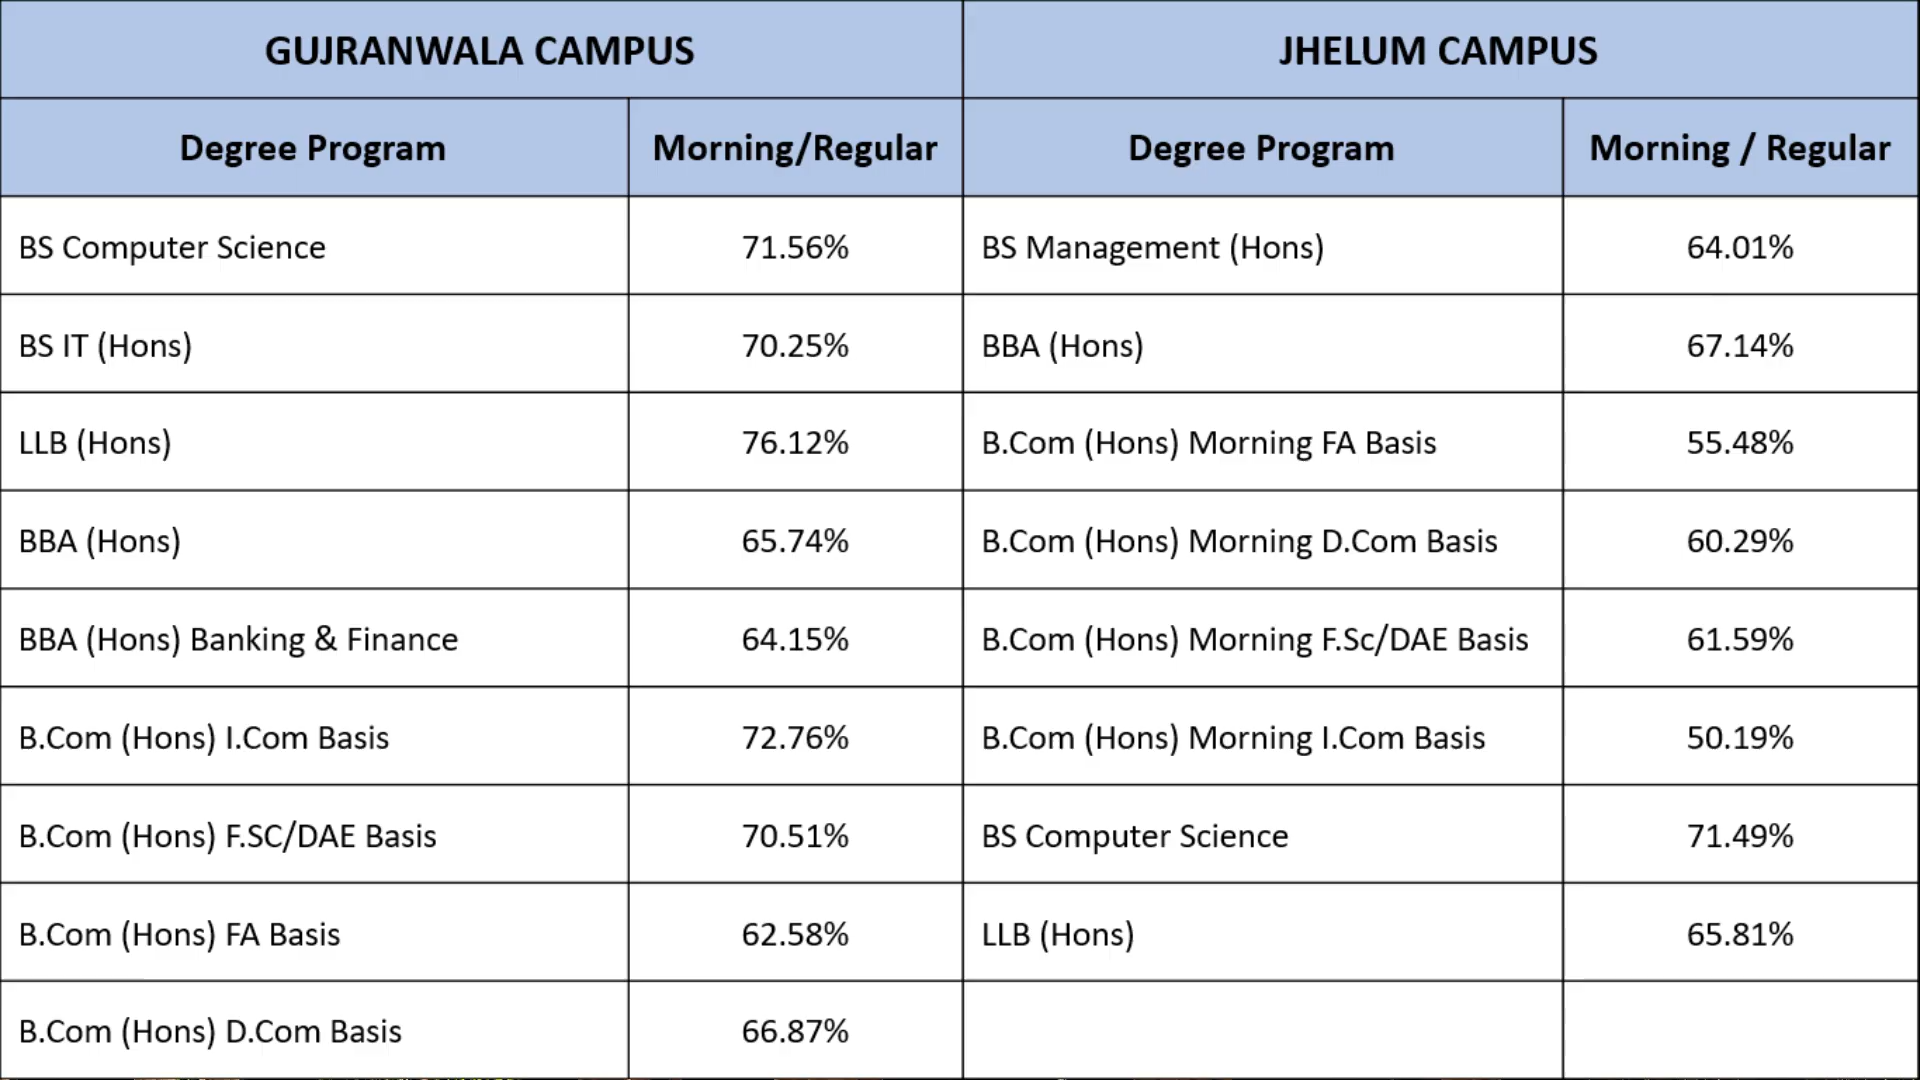 GUJRANWALA CAMPUS JHELUM CAMPUS
Degree Program Morning/Regular Degree Program Morning / Regular
BS Computer Science 71.56% BS Management (Hons) 64.01%
BS IT (Hons) 70.25% BBA (Hons) 67.14%
LLB (Hons) 76.12% B.Com (Hons) Morning FA Basis 55.48%
BBA (Hons) 65.74% B.Com (Hons) Morning D.Com Basis 60.29%
BBA (Hons) Banking & Finance 64.15% B.Com (Hons) Morning F.Sc/DAE Basis 61.59%
B.Com (Hons) I.Com Basis 72.76% B.Com (Hons) Morning I.Com Basis 50.19%
B.Com (Hons) F.SC/DAE Basis 70.51% BS Computer Science 71.49%
B.Com (Hons) FA Basis 62.58% LLB (Hons) 65.81%
B.Com (Hons) D.Com Basis 66.87%